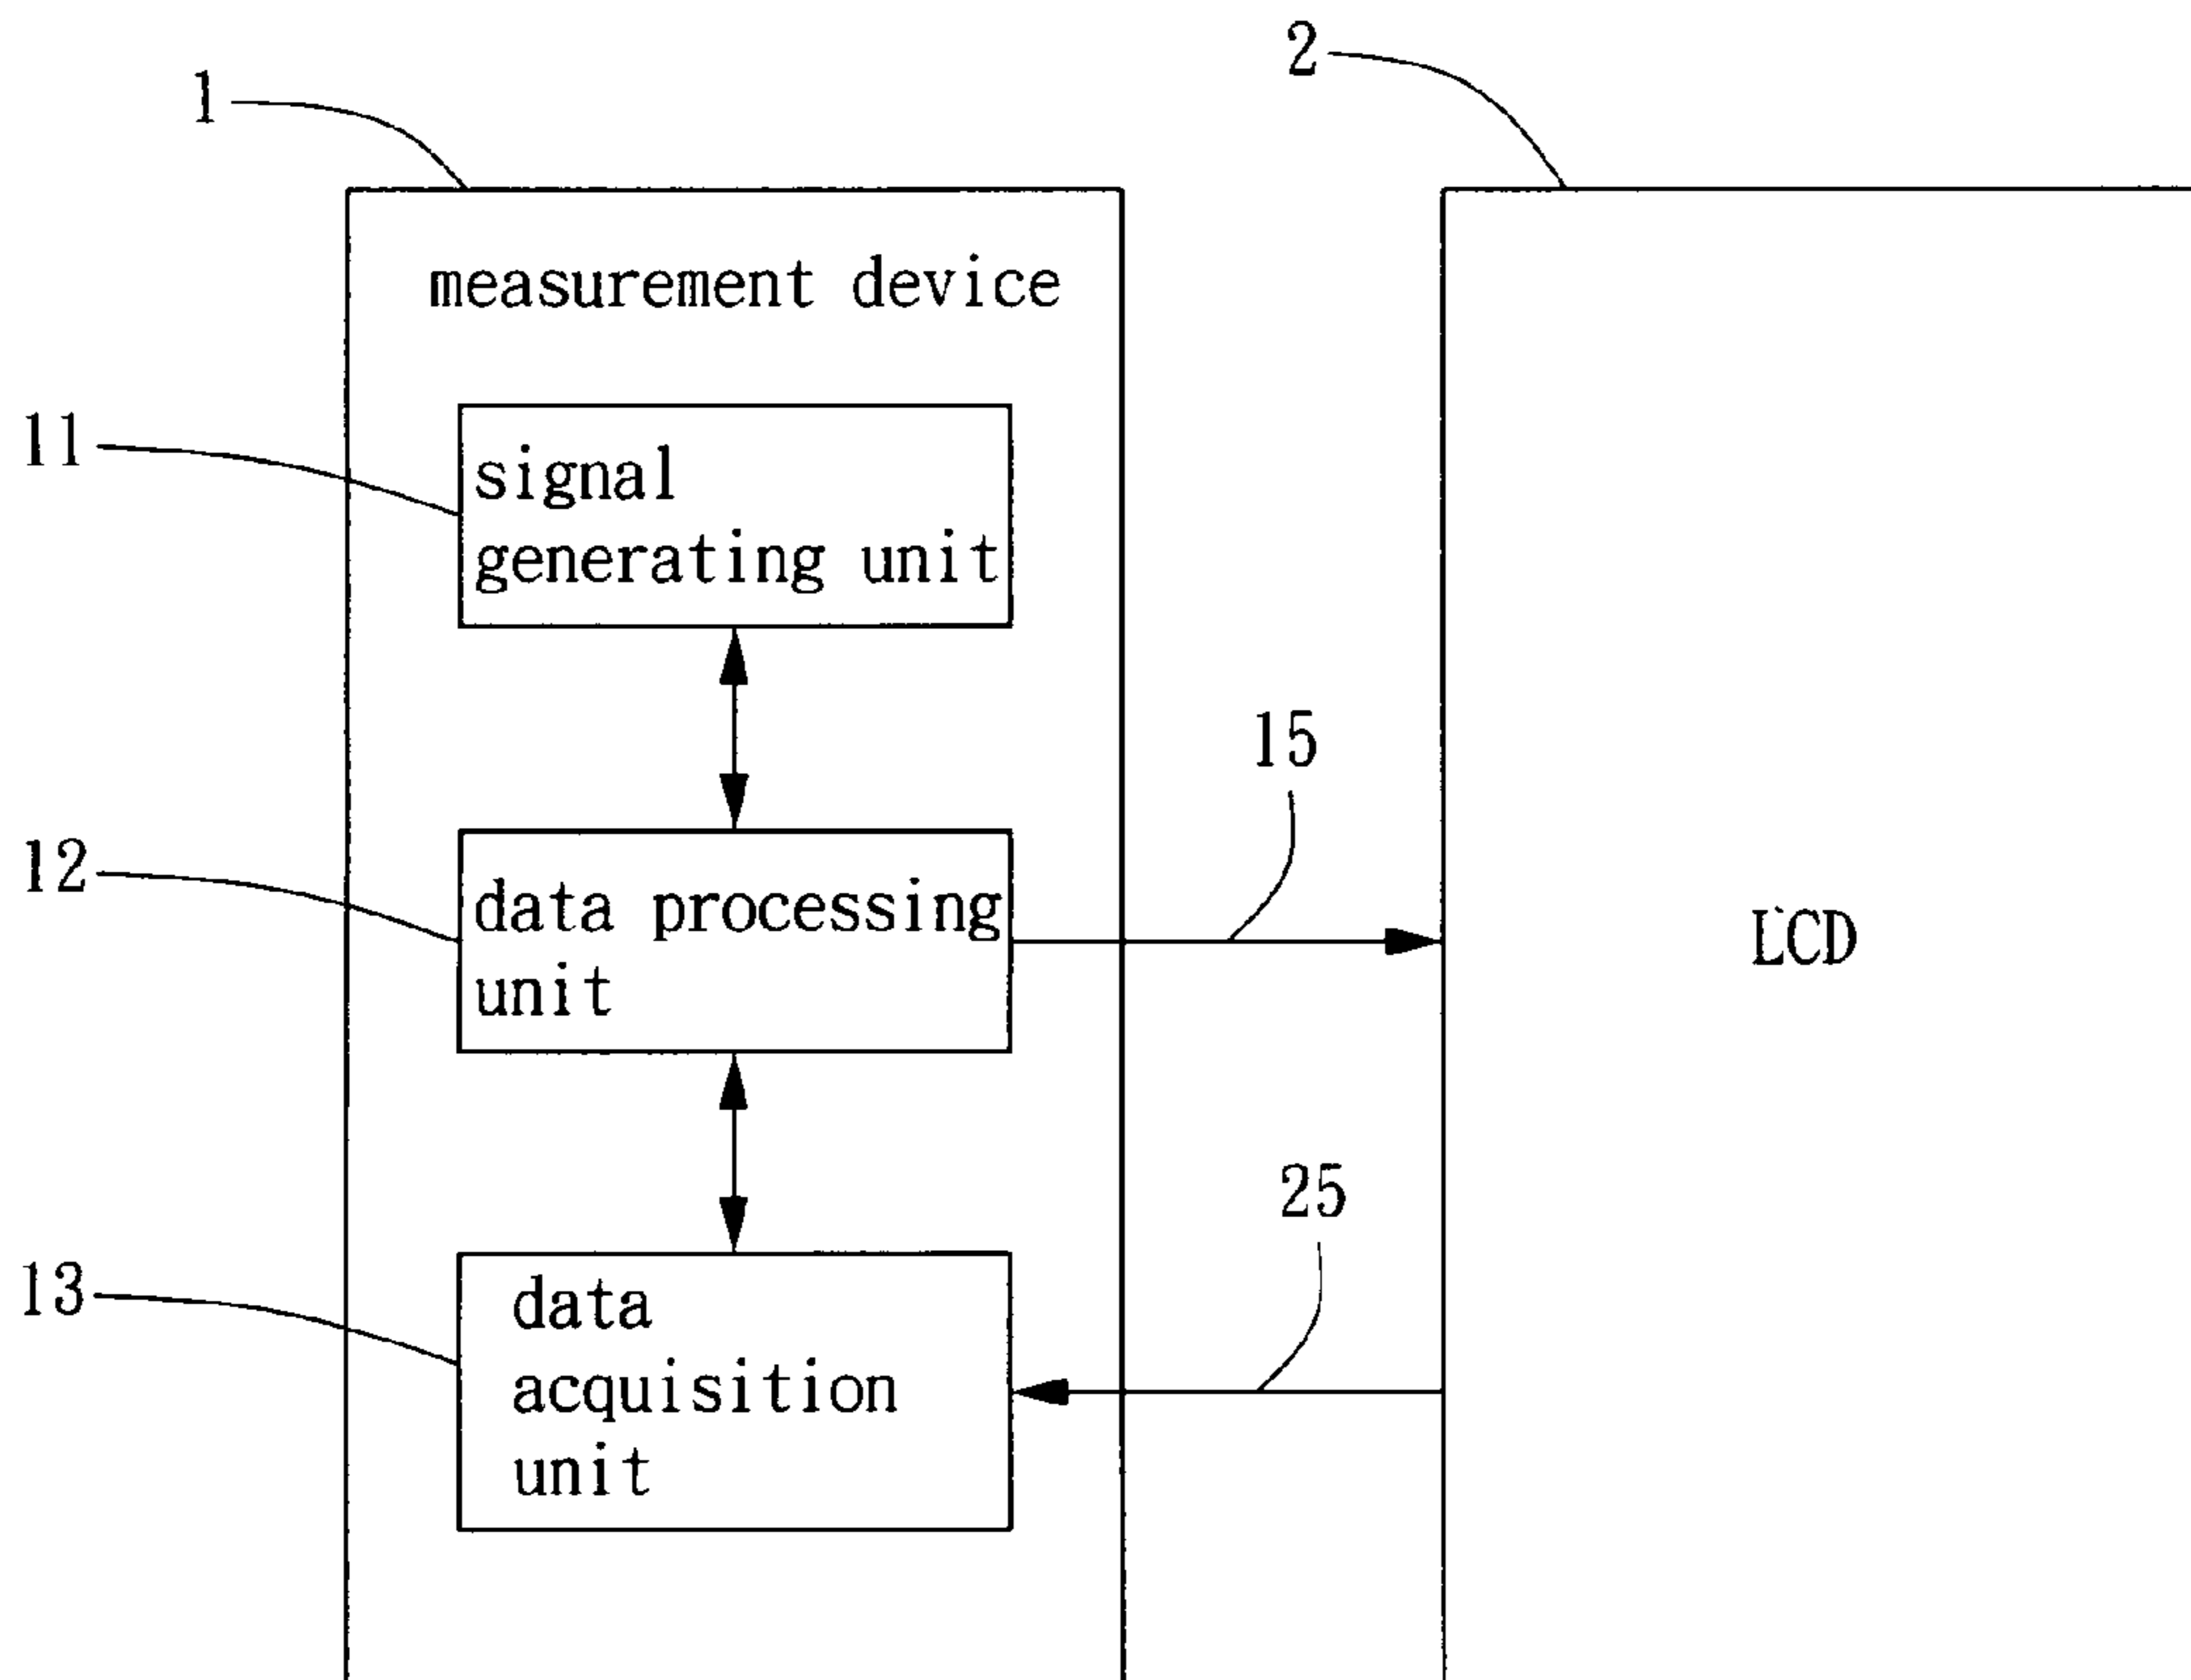 1
2
measurement device
11
signal
generating unit
15
12
data processing
unit
LCD
25
13
data
acquisition
unit